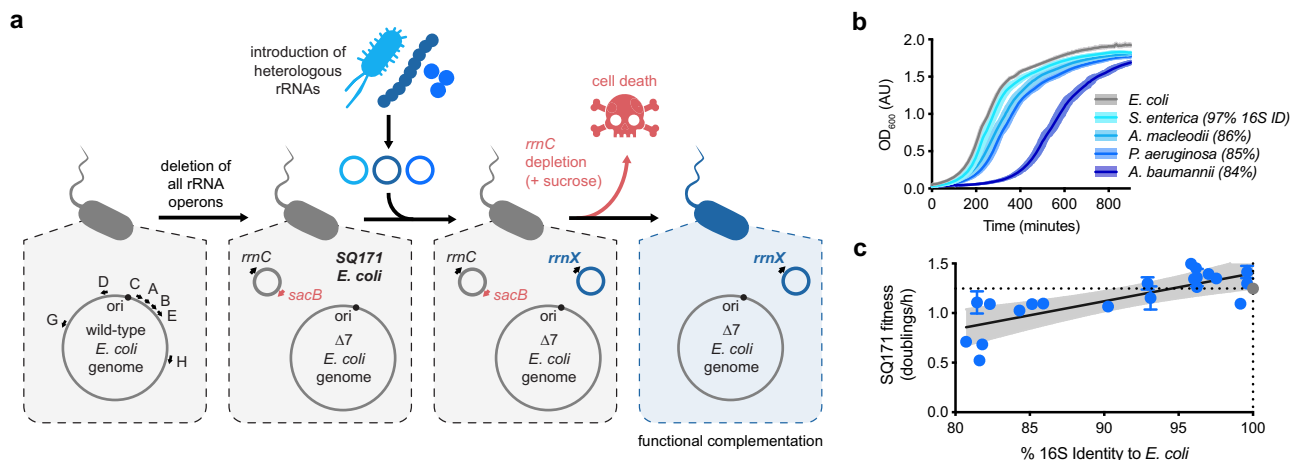 a
deletion of
all rRNA
operons
introduction of
heterologous
rRNAs
rrnC
depletion
(+ sucrose)
cell death
D
C
A
B
E
G
H
ori
wild-type
E. coli
genome
rrnC
sacB
SQ171
E. coli
ori
Δ7
E. coli
genome
rrnC
sacB
rrnX
ori
Δ7
E. coli
genome
rrnX
ori
Δ7
E. coli
genome
functional complementation
b
OD600 (AU)
2.0
1.5
1.0
0.5
0.0
0
200
400
600
800
Time (minutes)
E. coli
S. enterica (97% 16S ID)
A. macleodii (86%)
P. aeruginosa (85%)
A. baumannii (84%)
c
SQ171 fitness
(doublings/h)
1.5
1.0
0.5
0.0
80
85
90
95
100
% 16S Identity to E. coli